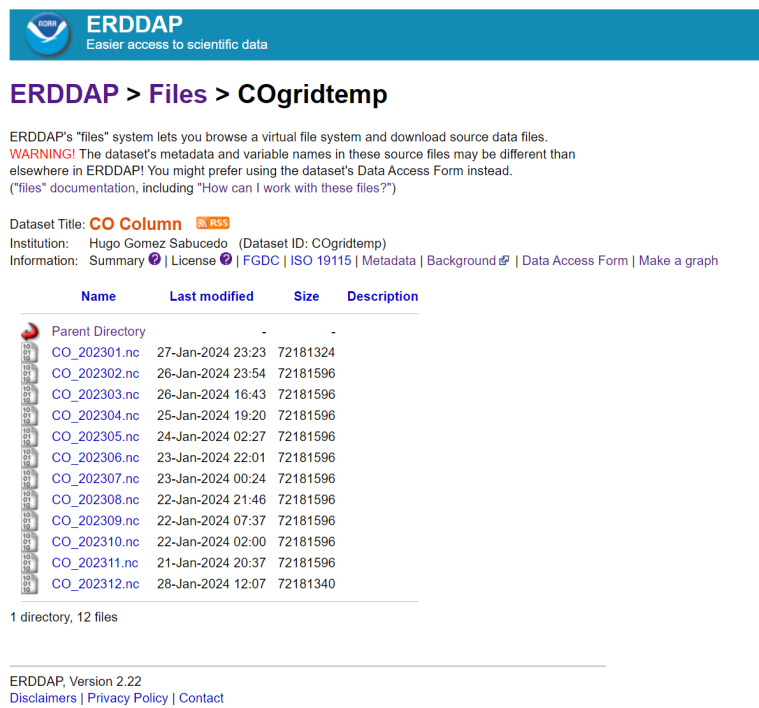 NOAA
ERDDAP
Easier access to scientific data
ERDDAP > Files > COgridtemp
ERDDAP's "files" system lets you browse a virtual file system and download source data files.
WARNING! The dataset's metadata and variable names in these source files may be different than
elsewhere in ERDDAP! You might prefer using the dataset's Data Access Form instead.
("files" documentation, including "How can I work with these files?")
Dataset Title: CO Column RSS
Institution: Hugo Gomez Sabucedo (Dataset ID: COgridtemp)
Information: Summary ? | License ? | FGDC | ISO 19115 | Metadata | Background | Data Access Form | Make a graph
Name Last modified Size Description
Parent Directory - -
CO_202301.nc 27-Jan-2024 23:23 72181324
CO_202302.nc 26-Jan-2024 23:54 72181596
CO_202303.nc 26-Jan-2024 16:43 72181596
CO_202304.nc 25-Jan-2024 19:20 72181596
CO_202305.nc 24-Jan-2024 02:27 72181596
CO_202306.nc 23-Jan-2024 22:01 72181596
CO_202307.nc 23-Jan-2024 00:24 72181596
CO_202308.nc 22-Jan-2024 21:46 72181596
CO_202309.nc 22-Jan-2024 07:37 72181596
CO_202310.nc 22-Jan-2024 02:00 72181596
CO_202311.nc 21-Jan-2024 20:37 72181596
CO_202312.nc 28-Jan-2024 12:07 72181340
1 directory, 12 files
ERDDAP, Version 2.22
Disclaimers | Privacy Policy | Contact